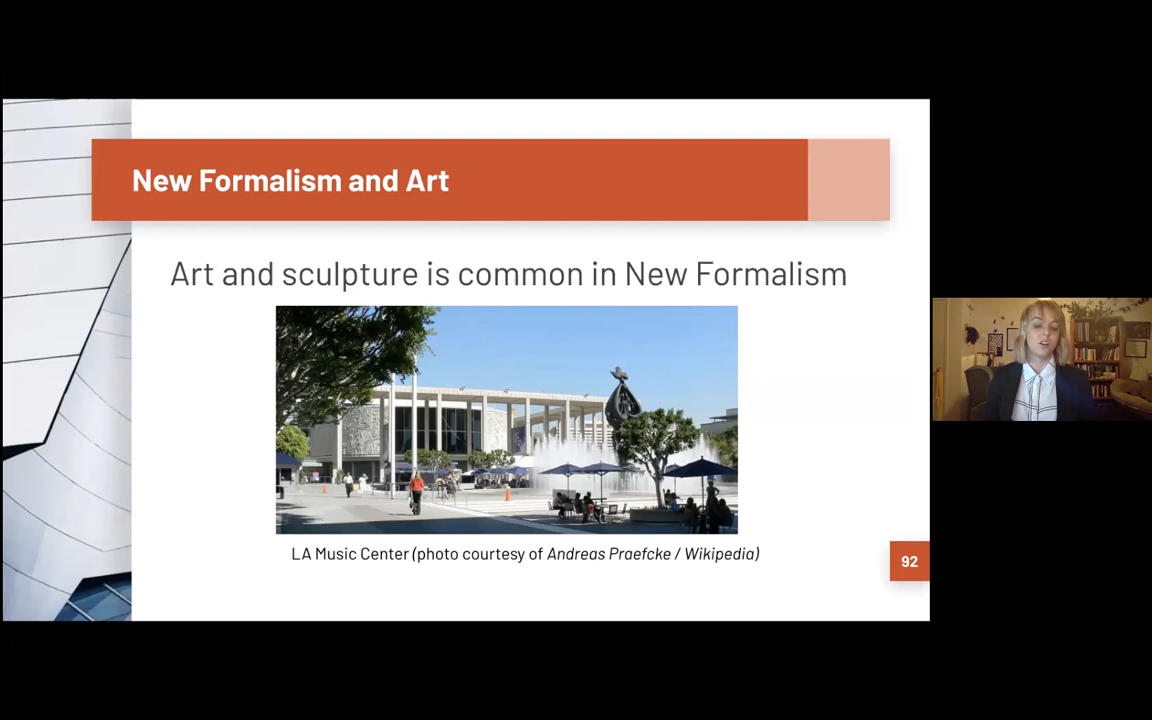 New Formalism and Art
Art and sculpture is common in New Formalism
LA Music Center (photo courtesy of Andreas Praefcke / Wikipedia)
92